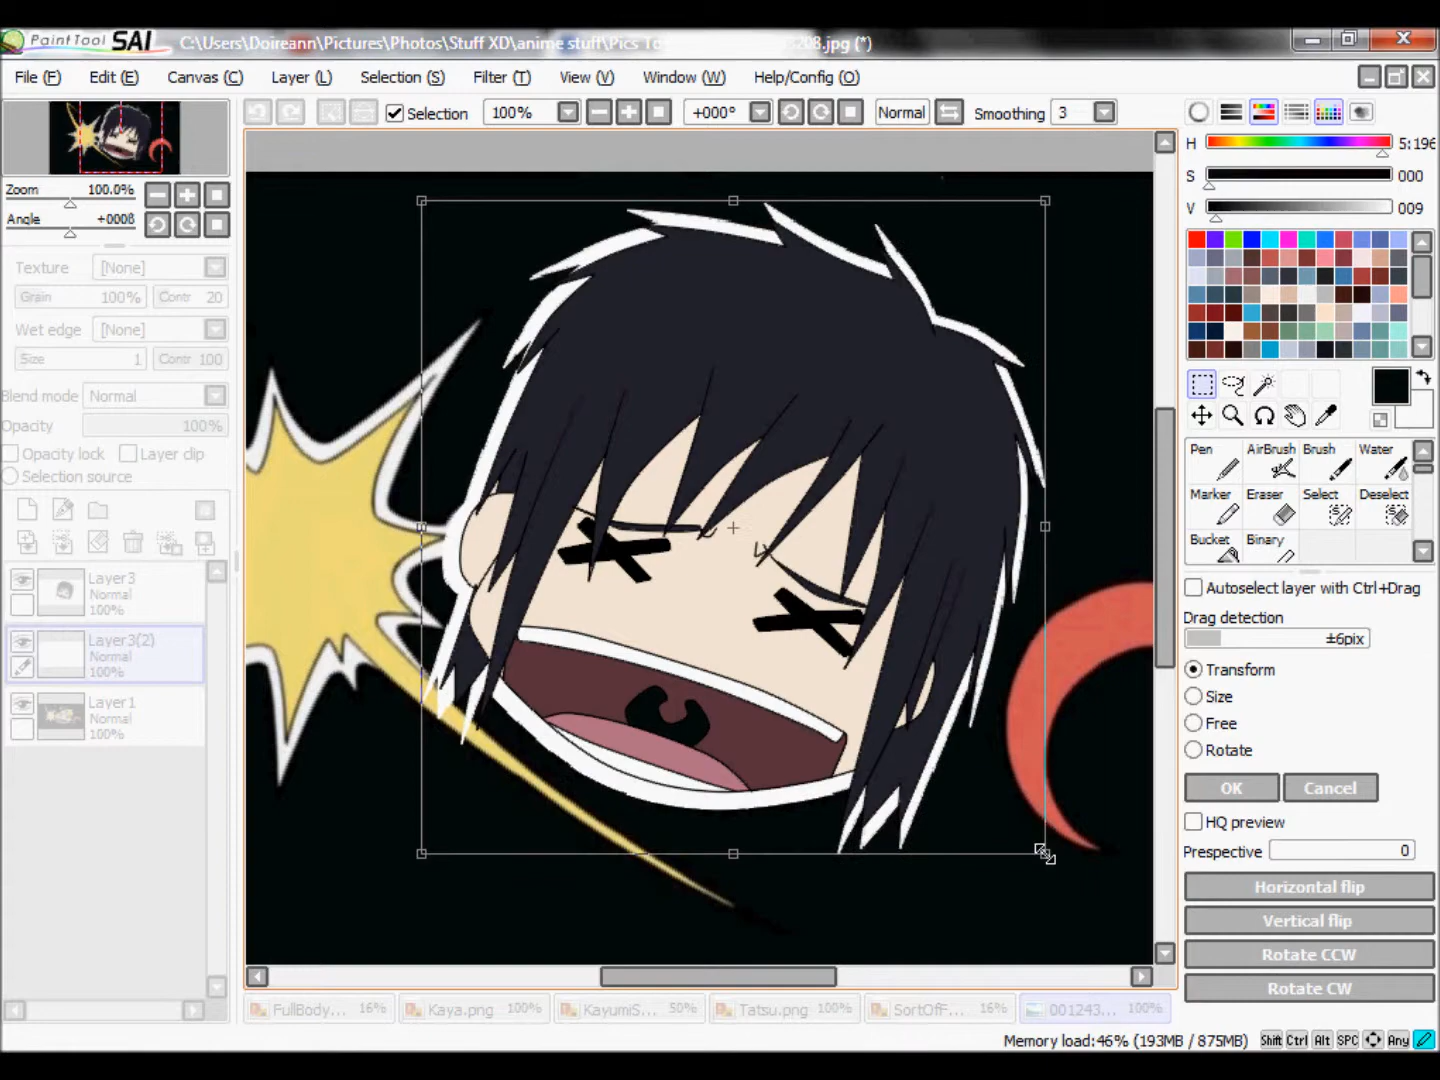 PaintTool SAI C:\Users\Doireann\Pictures\Photos\Stuff XD\anime stuff\Pics To 8208.jpg (*)
File (F) Edit (E) Canvas (C) Layer (L) Selection (S) Filter (T) View (V) Window (W) Help/Config (O)
Selection 100% +000° Normal Smoothing 3
Zoom 100.0%
Angle +000ß
Texture [None]
Grain 100% Contr 20
Wet edge [None]
Size 1 Contr 100
Blend mode Normal
Opacity 100%
Opacity lock Layer clip
Selection source
Layer3
Normal
100%
Layer3(2)
Normal
100%
Layer1
Normal
100%
H 5:196
S 000
V 009
Pen AirBrush Brush Water
Marker Eraser Select Deselect
Bucket Binary
Autoselect layer with Ctrl+Drag
Drag detection
±6pix
Transform
Size
Free
Rotate
OK Cancel
HQ preview
Prespective 0
Horizontal flip
Vertical flip
Rotate CCW
Rotate CW
FullBody... 16% Kaya.png 100% KayumiS... 50% Tatsu.png 100% SortOfF... 16% 001243... 100%
Memory load:46% (193MB / 875MB) Shift Ctrl Alt SPC Any